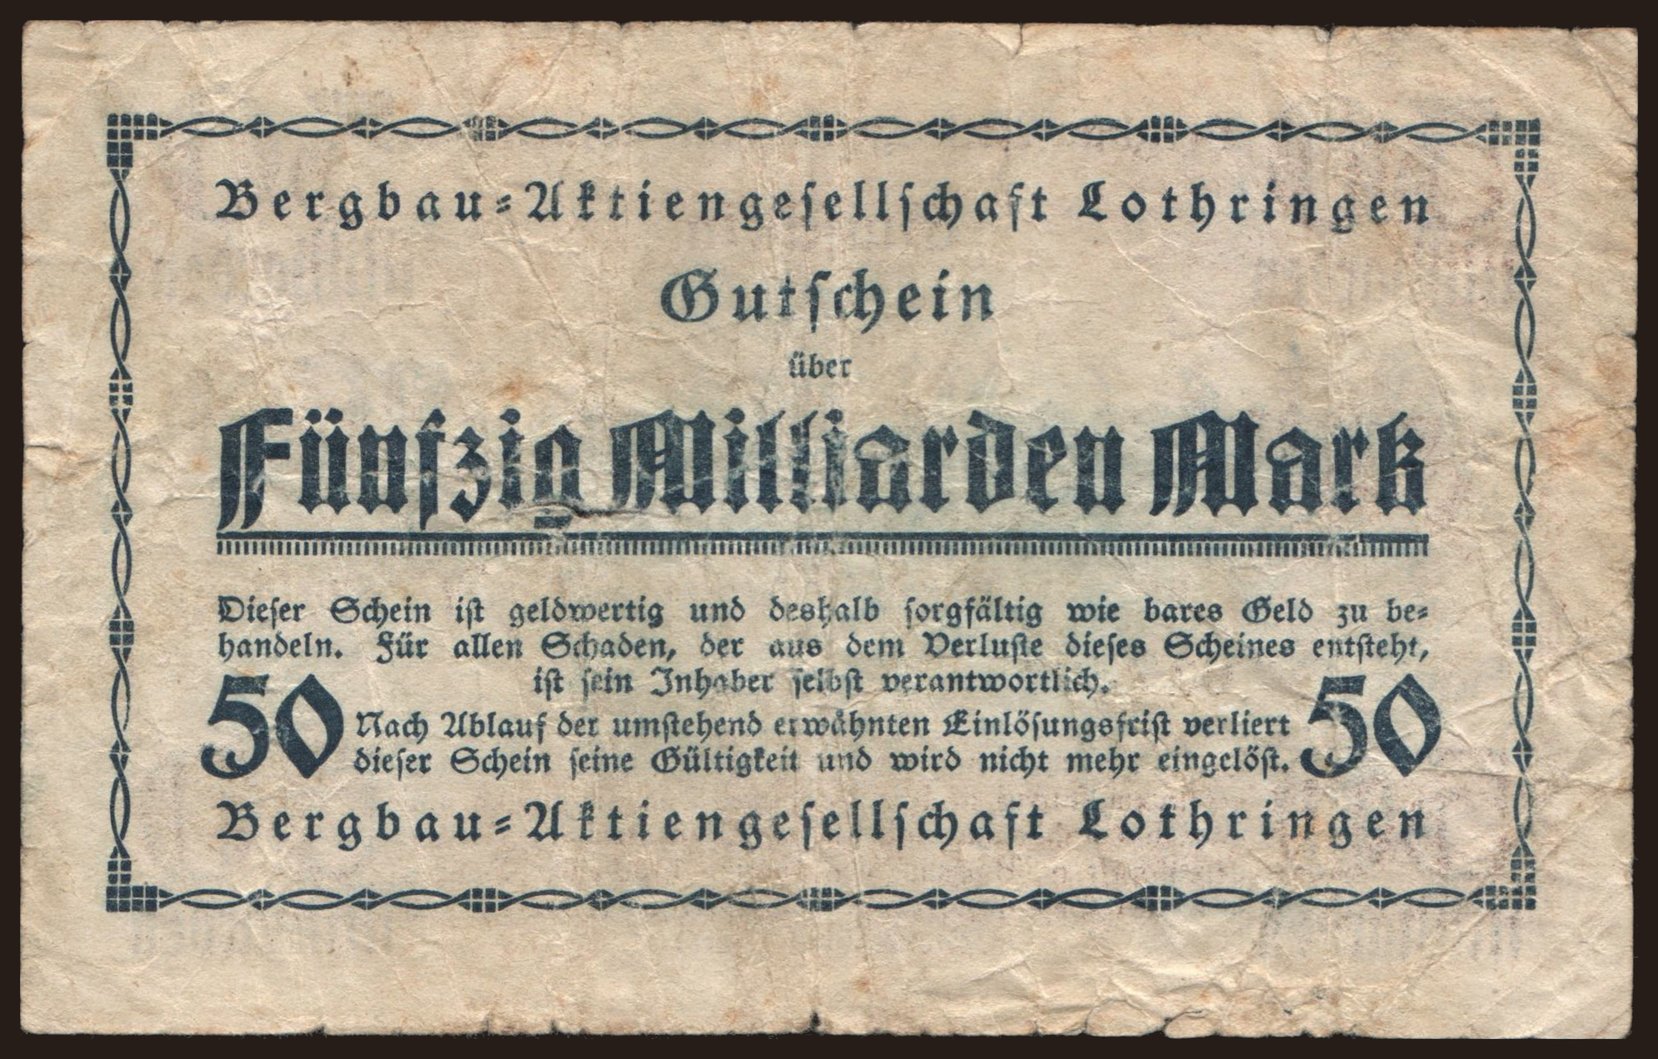 Bergbau=Aktiengesellschaft Lothringen
Gutschein
über
Fünfzig Milliarden Mark
Dieser Schein ist geldwertig und deshalb sorgfältig wie bares Geld zu be=
handeln. Für allen Schaden, der aus dem Verluste dieses Scheines entsteht,
ist sein Inhaber selbst verantwortlich.
50 Nach Ablauf der umstehend erwähnten Einlösungsfrist verliert 50
dieser Schein seine Gültigkeit und wird nicht mehr eingelöst.
Bergbau=Aktiengesellschaft Lothringen